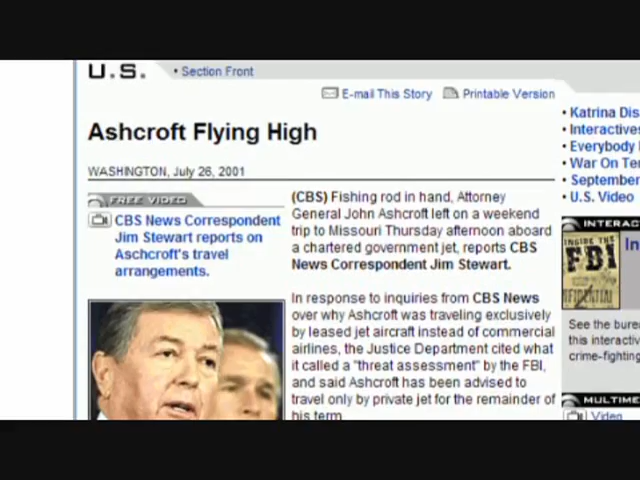 U.S.
• Section Front
E-mail This Story
Printable Version
Ashcroft Flying High
WASHINGTON, July 26, 2001
FREE VIDEO
CBS News Correspondent
Jim Stewart reports on
Ashcroft's travel
arrangements.
(CBS) Fishing rod in hand, Attorney
General John Ashcroft left on a weekend
trip to Missouri Thursday afternoon aboard
a chartered government jet, reports CBS
News Correspondent Jim Stewart.
In response to inquiries from CBS News
over why Ashcroft was traveling exclusively
by leased jet aircraft instead of commercial
airlines, the Justice Department cited what
it called a "threat assessment" by the FBI,
and said Ashcroft has been advised to
travel only by private jet for the remainder of
his term.
• Katrina Dis
• Interactives
• Everybody
• War On Te
• September
• U.S. Video
INTERAC
INSIDE THE
FBI
In
See the burea
this interactiv
crime-fighting
MULTIME
Video